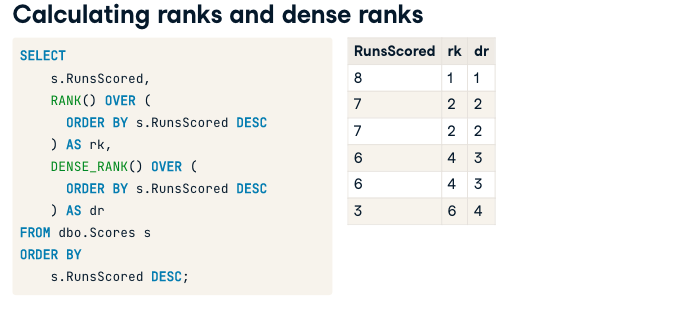 Calculating ranks and dense ranks
SELECT
s.RunsScored,
RANK() OVER (
ORDER BY s.RunsScored DESC
) AS rk,
DENSE_RANK() OVER (
ORDER BY s.RunsScored DESC
) AS dr
FROM dbo.Scores s
ORDER BY
s.RunsScored DESC;
RunsScored rk dr
8 1 1
7 2 2
7 2 2
6 4 3
6 4 3
3 6 4